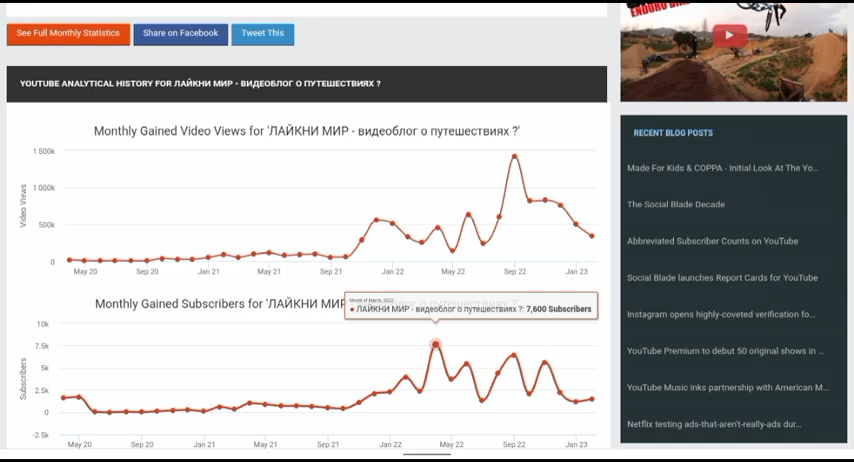 See Full Monthly Statistics
Share on Facebook
Tweet This
YOUTUBE ANALYTICAL HISTORY FOR ЛАЙКНИ МИР - ВИДЕОБЛОГ О ПУТЕШЕСТВИЯХ ?
Monthly Gained Video Views for 'ЛАЙКНИ МИР - видеоблог о путешествиях ?'
Video Views
1 500k
1 000k
500k
0
May 20
Sep 20
Jan 21
May 21
Sep 21
Jan 22
May 22
Sep 22
Jan 23
Monthly Gained Subscribers for 'ЛАЙКНИ МИР
Month of March, 2022
ЛАЙКНИ МИР - видеоблог о путешествиях ?: 7,600 Subscribers
Subscribers
10k
7.5k
5k
2.5k
0
-2.5k
May 20
Sep 20
Jan 21
May 21
Sep 21
Jan 22
May 22
Sep 22
Jan 23
RECENT BLOG POSTS
Made For Kids & COPPA - Initial Look At The Yo...
The Social Blade Decade
Abbreviated Subscriber Counts on YouTube
Social Blade launches Report Cards for YouTube
Instagram opens highly-coveted verification fo...
YouTube Premium to debut 50 original shows in ...
YouTube Music inks partnership with American M...
Netflix testing ads-that-aren't-really-ads dur...